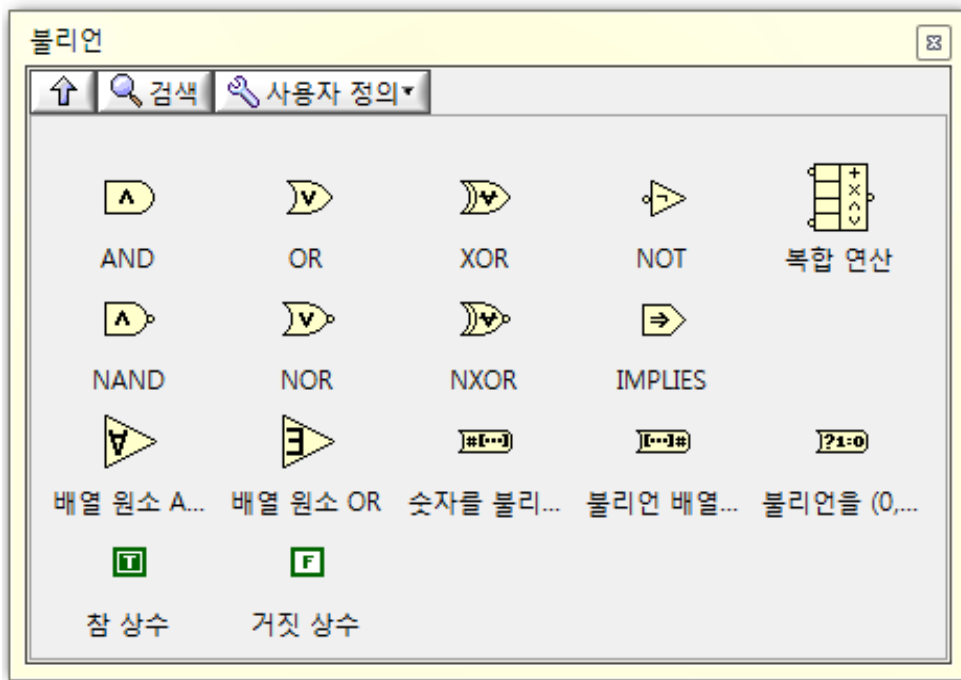 불리언
검색 사용자 정의
AND OR XOR NOT 복합 연산
NAND NOR NXOR IMPLIES
배열 원소 A... 배열 원소 OR 숫자를 불리... 불리언 배열... 불리언을 (0,...
#[···] [···]# ?1:0
T F
참 상수 거짓 상수